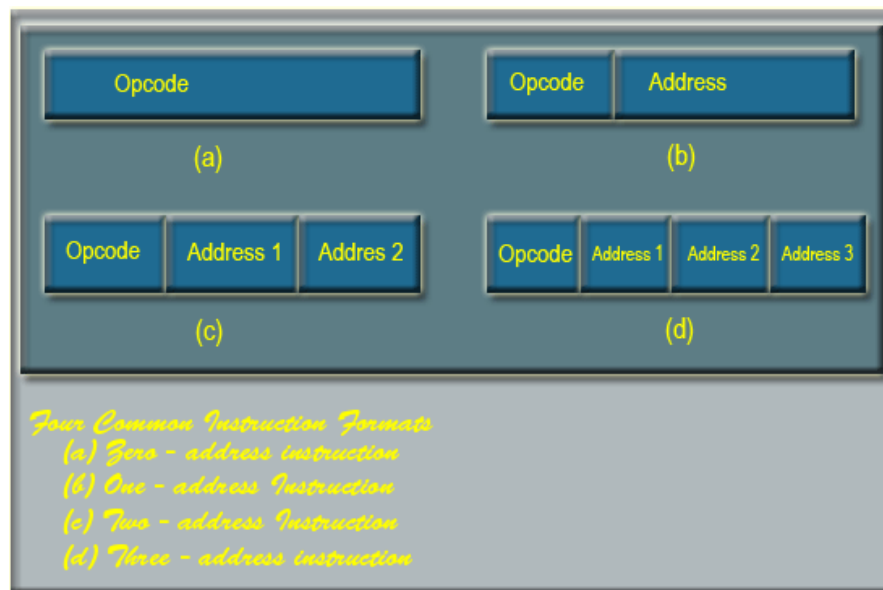 Opcode
(a)
Opcode Address
(b)
Opcode Address 1 Addres 2
(c)
Opcode Address 1 Address 2 Address 3
(d)
Four Common Instruction Formats
(a) Zero - address instruction
(b) One - address Instruction
(c) Two - address Instruction
(d) Three - address instruction